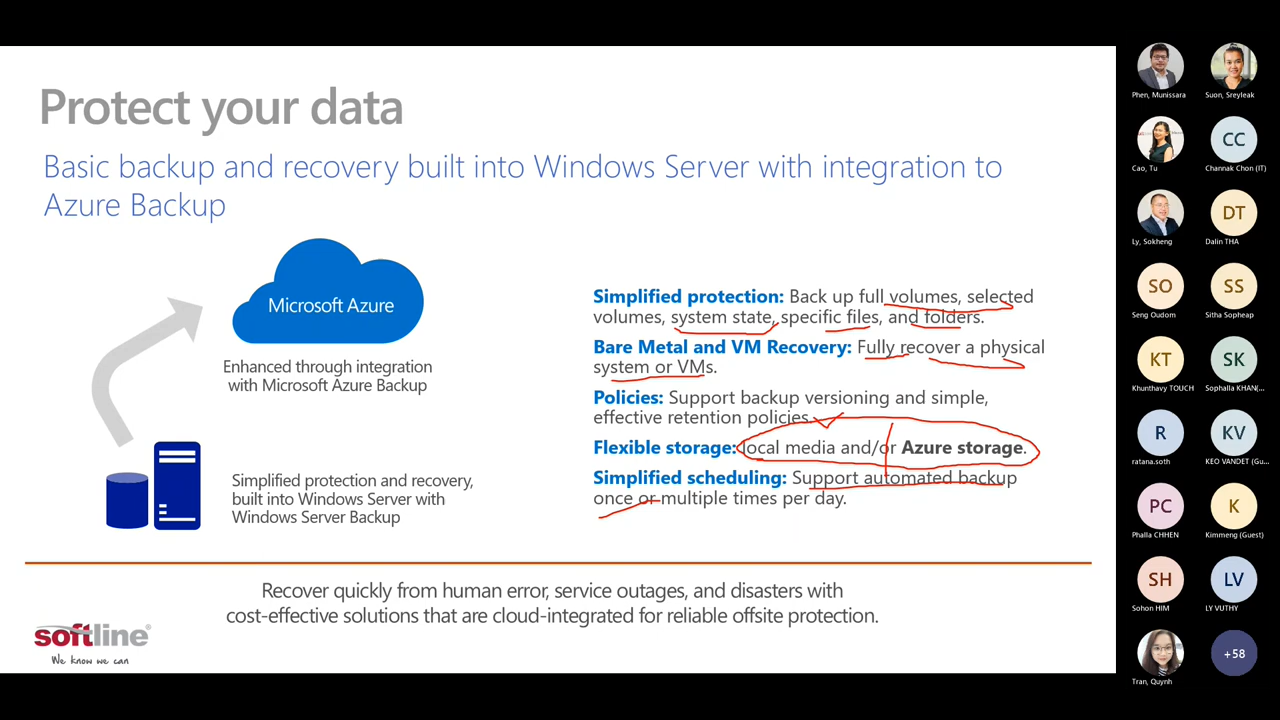 Protect your data
Basic backup and recovery built into Windows Server with integration to
Azure Backup
Microsoft Azure
Enhanced through integration
with Microsoft Azure Backup
Simplified protection and recovery,
built into Windows Server with
Windows Server Backup
Simplified protection: Back up full volumes, selected
volumes, system state, specific files, and folders.
Bare Metal and VM Recovery: Fully recover a physical
system or VMs.
Policies: Support backup versioning and simple,
effective retention policies.
Flexible storage: local media and/or Azure storage.
Simplified scheduling: Support automated backup
once or multiple times per day.
Recover quickly from human error, service outages, and disasters with
cost-effective solutions that are cloud-integrated for reliable offsite protection.
softline®
We know we can
Phen, Munissara
Suon, Sreyleak
Cao, Tu
CC
Channak Chon (IT)
Ly, Sokheng
DT
Dalin THA
SO
Seng Oudom
SS
Sitha Sopheap
KT
Khunthavy TOUCH
SK
Sophalla KHAN(...
R
ratana.soth
KV
KEO VANDET (Gu...
PC
Phalla CHHEN
K
Kimmeng (Guest)
SH
Sohon HIM
LV
LY VUTHY
Tran, Quynh
+58